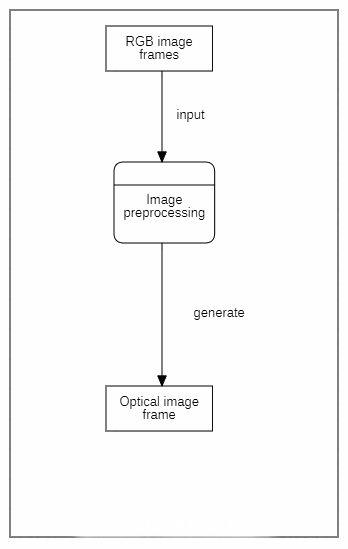 RGB image
frames
input
Image
preprocessing
generate
Optical image
frame